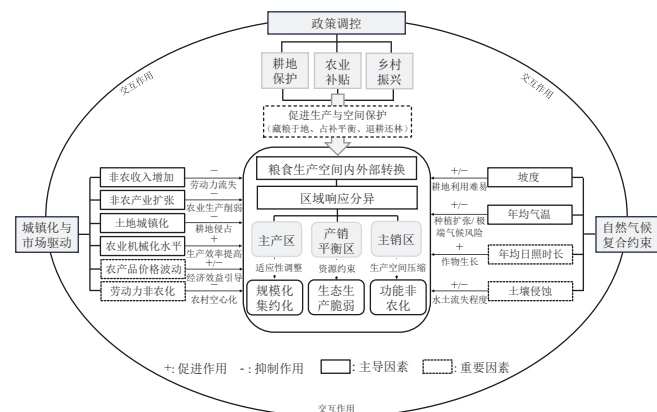 政策调控
耕地
保护
农业
补贴
乡村
振兴
交互作用
交互作用
促进生产与空间保护
（藏粮于地、占补平衡、退耕还林）
城镇化与
市场驱动
非农收入增加
非农产业扩张
土地城镇化
农业机械化水平
农产品价格波动
劳动力非农化
−
劳动力流失
−
农业生产削弱
−
耕地侵占
+
生产效率提高
+/−
经济效益引导
−
农村空心化
粮食生产空间内外部转换
区域响应分异
主产区
产销
平衡区
主销区
适应性调整
资源约束
生产空间压缩
规模化
集约化
生态生
产脆弱
功能非
农化
+/−
耕地利用难易
+/−
种植扩张/极
端气候风险
+
作物生长
+/−
水土流失程度
坡度
年均气温
年均日照时长
土壤侵蚀
自然气候
复合约束
+: 促进作用
- : 抑制作用
: 主导因素
: 重要因素
交互作用